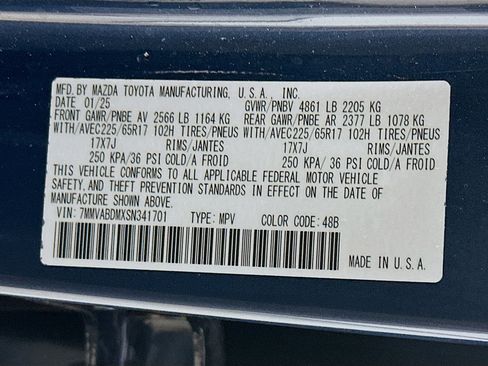 MFD. BY MAZDA TOYOTA MANUFACTURING, U.S.A., INC.
DATE 01/25 GVWR/PNBV 4861 LB 2205 KG
FRONT GAWR/PNBE AV 2566 LB 1164 KG REAR GAWR/PNBE AR 2377 LB 1078 KG
WITH/AVEC225/65R17 102H TIRES/PNEUS WITH/AVEC225/65R17 102H TIRES/PNEUS
17X7J RIMS/JANTES 17X7J RIMS/JANTES
250 KPA/36 PSI COLD/A FROID 250 KPA/36 PSI COLD/A FROID
THIS VEHICLE CONFORMS TO ALL APPLICABLE FEDERAL MOTOR VEHICLE
SAFETY,AND THEFT PREVENTION STANDARDS IN EFFECT ON THE DATE OF
MANUFACTURE SHOWN ABOVE.
VIN: 7MMVABDMXSN341701 TYPE: MPV COLOR CODE: 48B
MADE IN U.S.A.